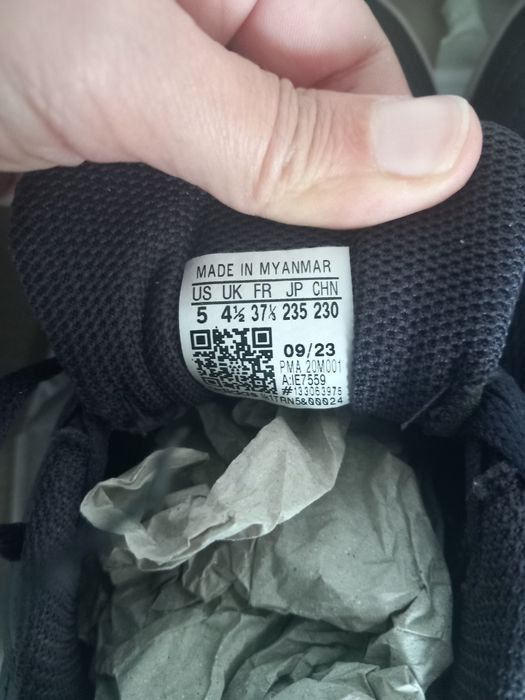 MADE IN MYANMAR
US UK FR JP CHN
5 4½ 37⅓ 235 230
09/23
PMA 20M001
A:IE7559
#133063978